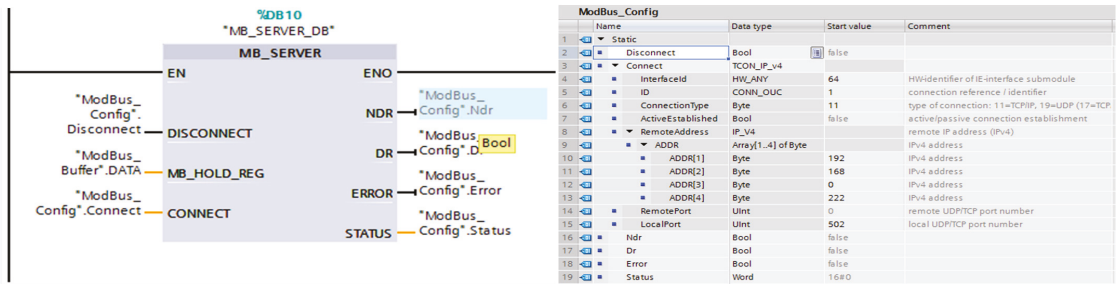 %DB10
"MB_SERVER_DB"
MB_SERVER
EN
ENO
"ModBus_
Config".
Disconnect
DISCONNECT
"ModBus_
Buffer".DATA
MB_HOLD_REG
"ModBus_
Config".Connect
CONNECT
NDR
"ModBus_
Config".Ndr
DR
"ModBus_
Config".D
Bool
ERROR
"ModBus_
Config".Error
STATUS
"ModBus_
Config".Status
ModBus_Config
Name Data type Start value Comment
1 Static
2 Disconnect Bool false
3 Connect TCON_IP_v4
4 InterfaceId HW_ANY 64 HW-identifier of IE-interface submodule
5 ID CONN_OUC 1 connection reference / identifier
6 ConnectionType Byte 11 type of connection: 11=TCP/IP, 19=UDP (17=TCP.
7 ActiveEstablished Bool false active/passive connection establishment
8 RemoteAddress IP_V4 remote IP address (IPv4)
9 ADDR Array[1..4] of Byte IPv4 address
10 ADDR[1] Byte 192 IPv4 address
11 ADDR[2] Byte 168 IPv4 address
12 ADDR[3] Byte 0 IPv4 address
13 ADDR[4] Byte 222 IPv4 address
14 RemotePort UInt 0 remote UDP/TCP port number
15 LocalPort UInt 502 local UDP/TCP port number
16 Ndr Bool false
17 Dr Bool false
18 Error Bool false
19 Status Word 16#0